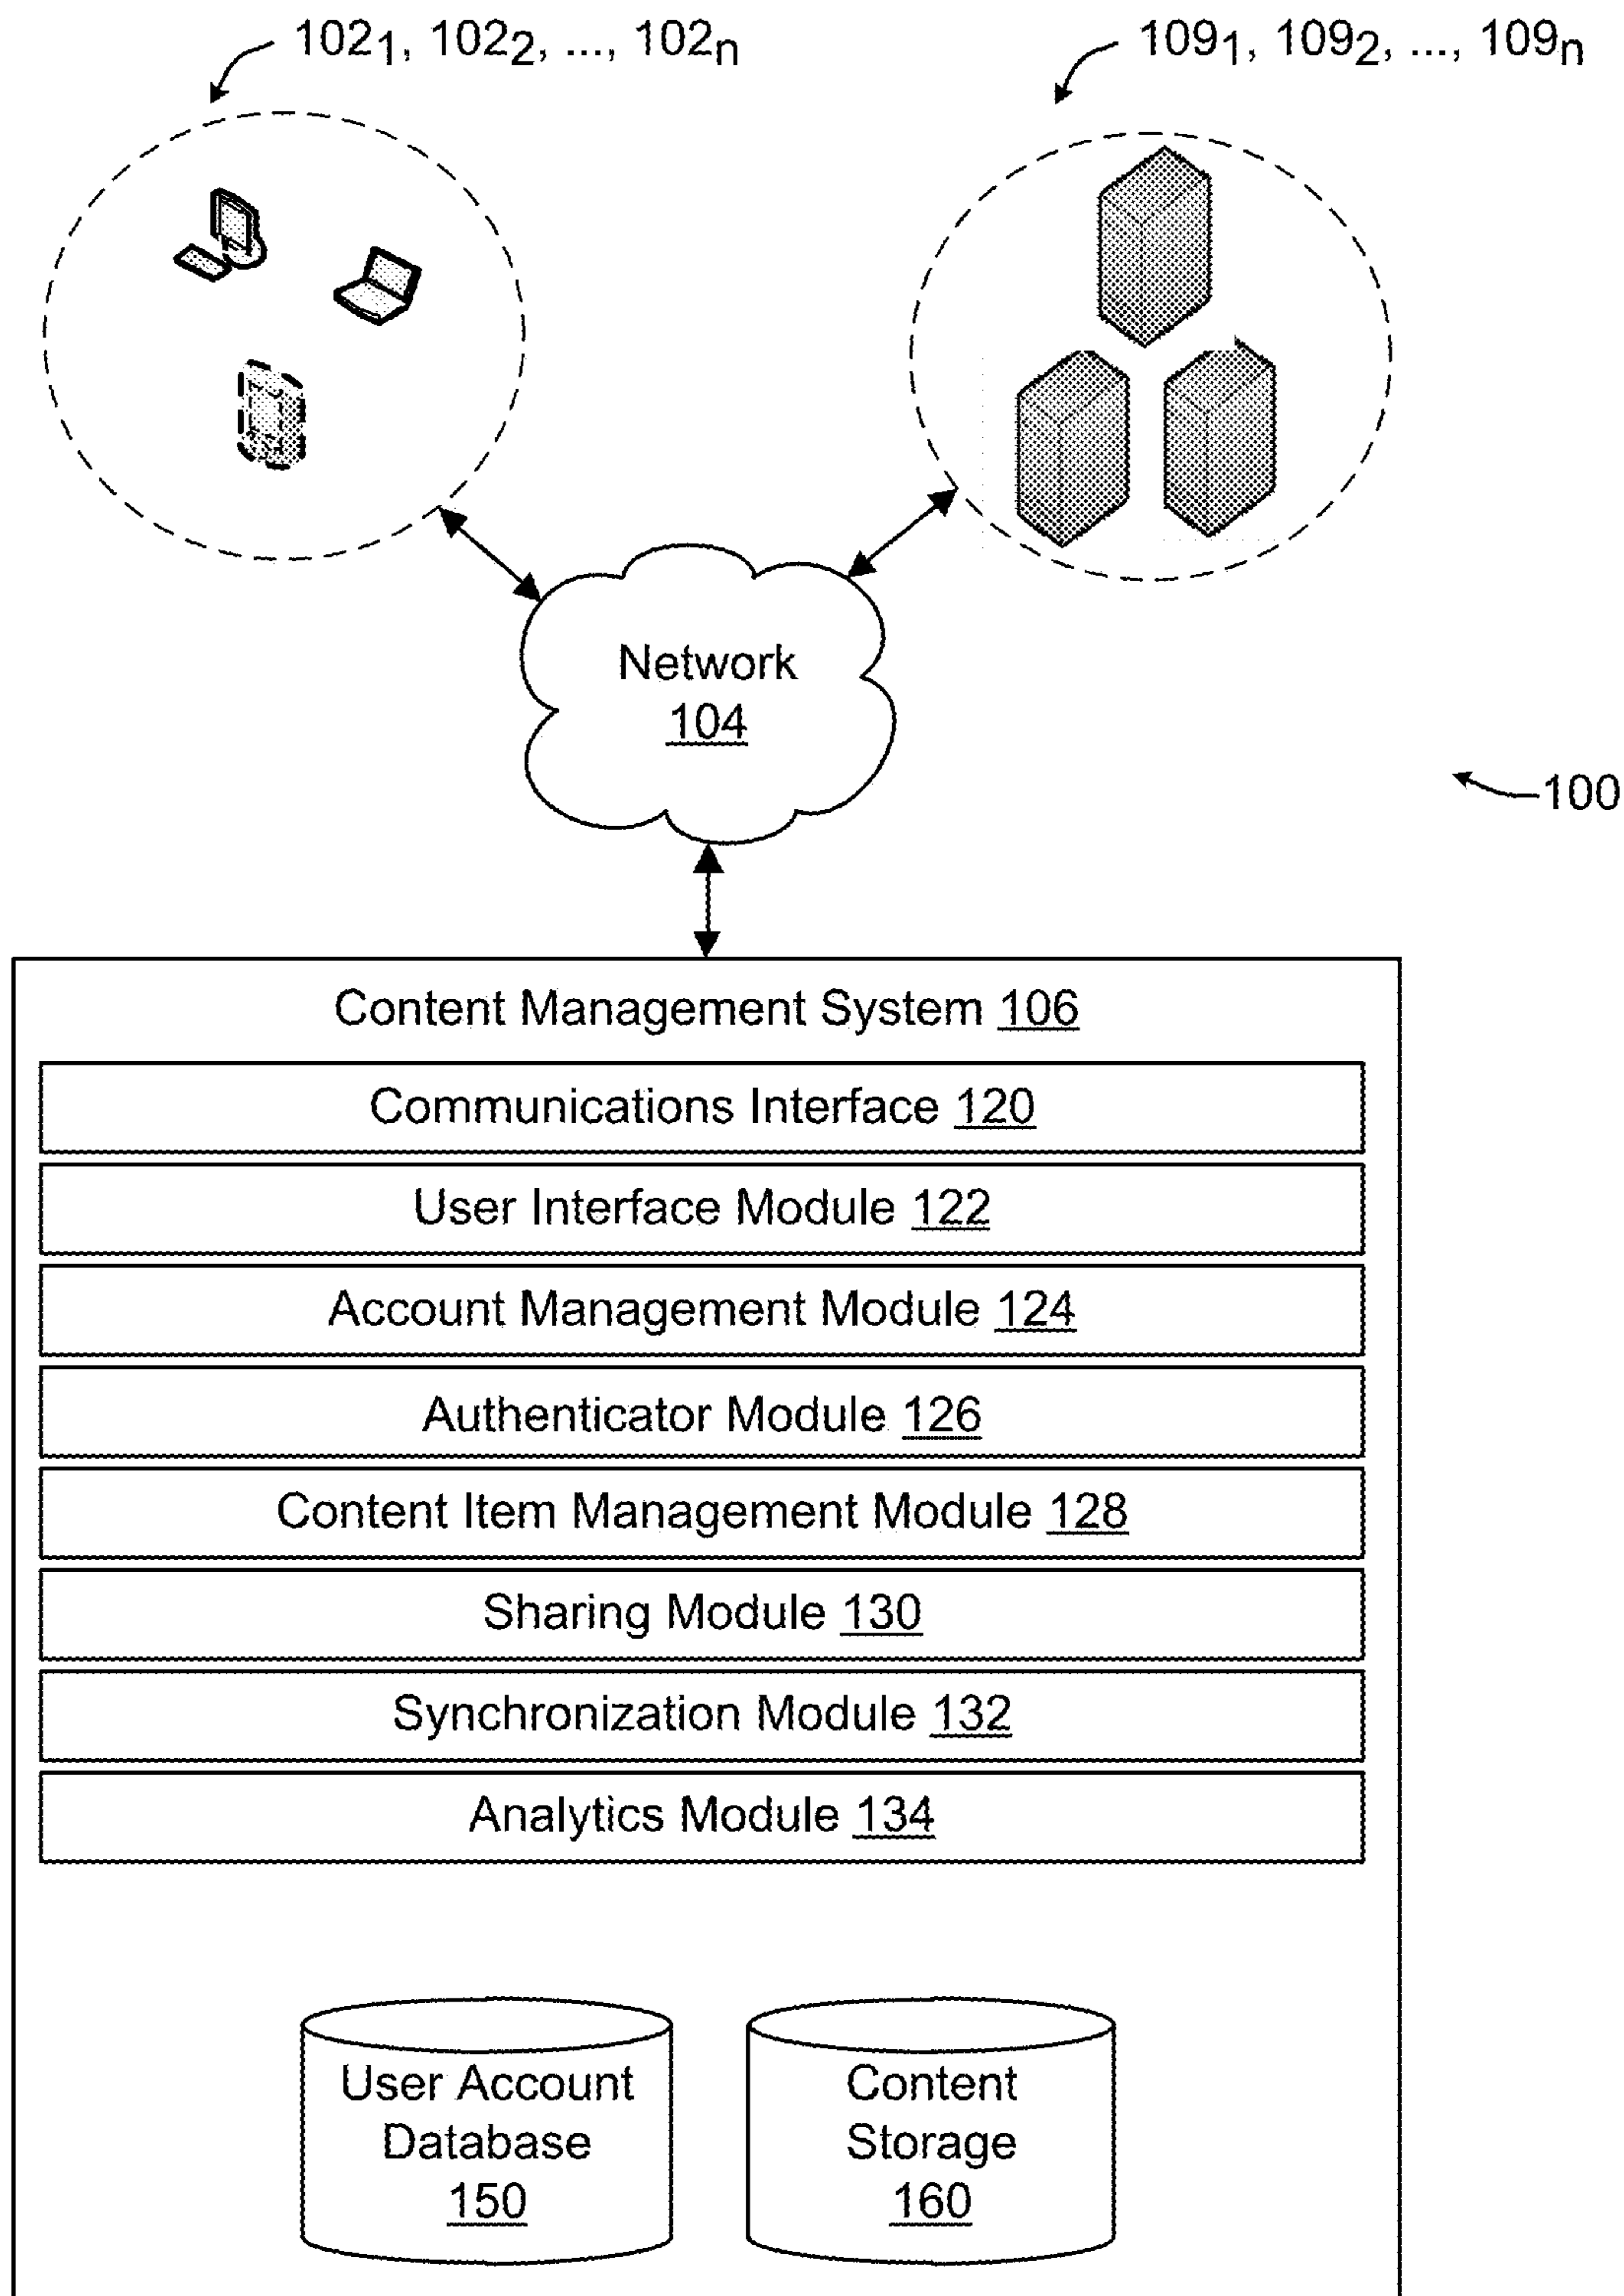 102₁, 102₂, ..., 102ₙ
109₁, 109₂, ..., 109ₙ
Network
104
100
Content Management System 106
Communications Interface 120
User Interface Module 122
Account Management Module 124
Authenticator Module 126
Content Item Management Module 128
Sharing Module 130
Synchronization Module 132
Analytics Module 134
User Account
Database
150
Content
Storage
160